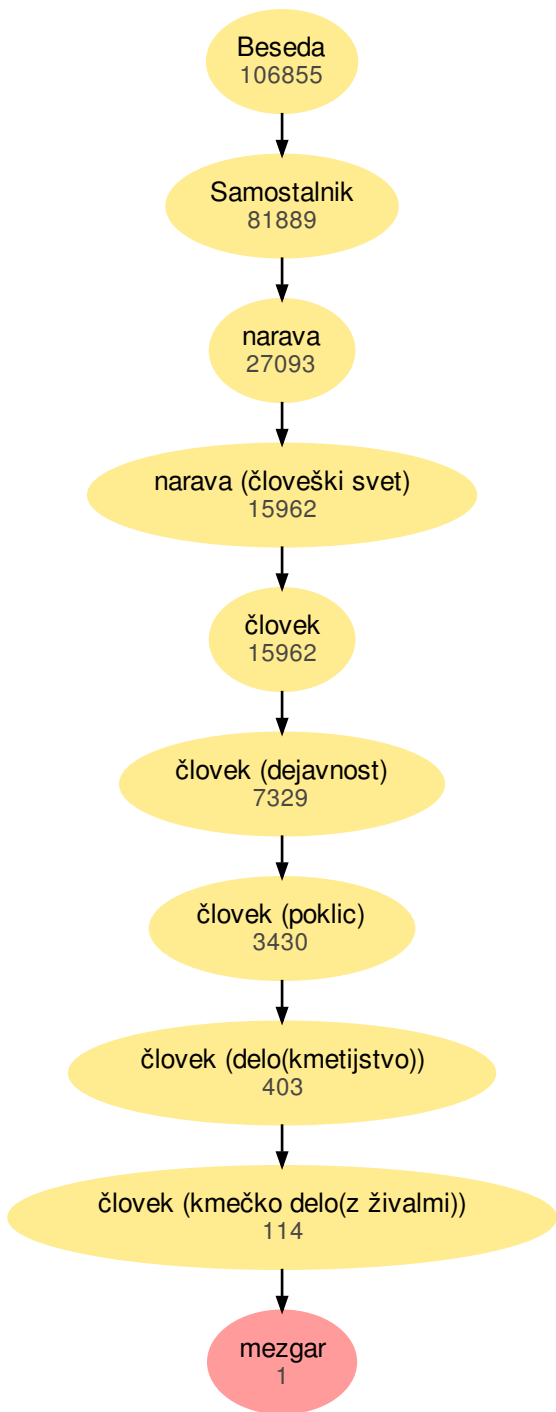 Beseda
106855
Samostalnik
81889
narava
27093
narava (človeški svet)
15962
človek
15962
človek (dejavnost)
7329
človek (poklic)
3430
človek (delo(kmetijstvo))
403
človek (kmečko delo(z živalmi))
114
mezgar
1